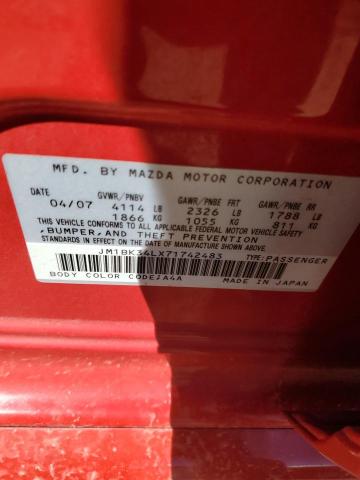 MFD. BY MAZDA MOTOR CORPORATION
DATE GVWR/PNBV GAWR/PNBE FRT GAWR/PNBE RR
04/07 4114 LB 2326 LB 1788 LB
1866 KG 1055 KG 811 KG
THIS VEHICLE CONFORMS TO ALL APPLICABLE FEDERAL MOTOR VEHICLE SAFETY
,BUMPER,AND THEFT PREVENTION
STANDARDS IN EFFECT ON THE DATE OF MANUFACTURE SHOWN ABOVE.
JM1BK34LX71742483 TYPE:PASSENGER
BODY COLOR CODE:A4A MADE IN JAPAN